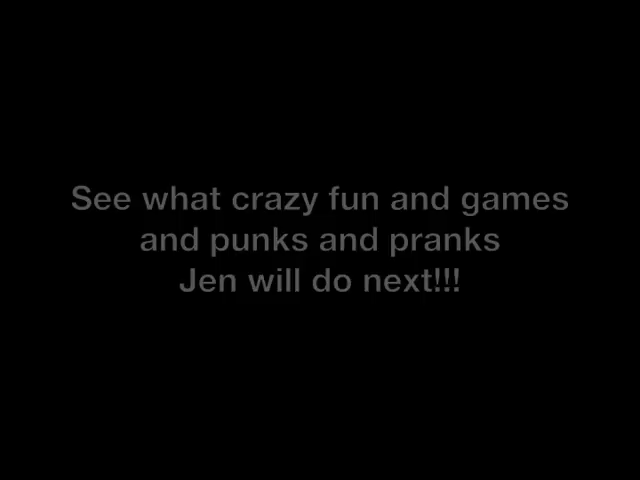 See what crazy fun and games
and punks and pranks
Jen will do next!!!